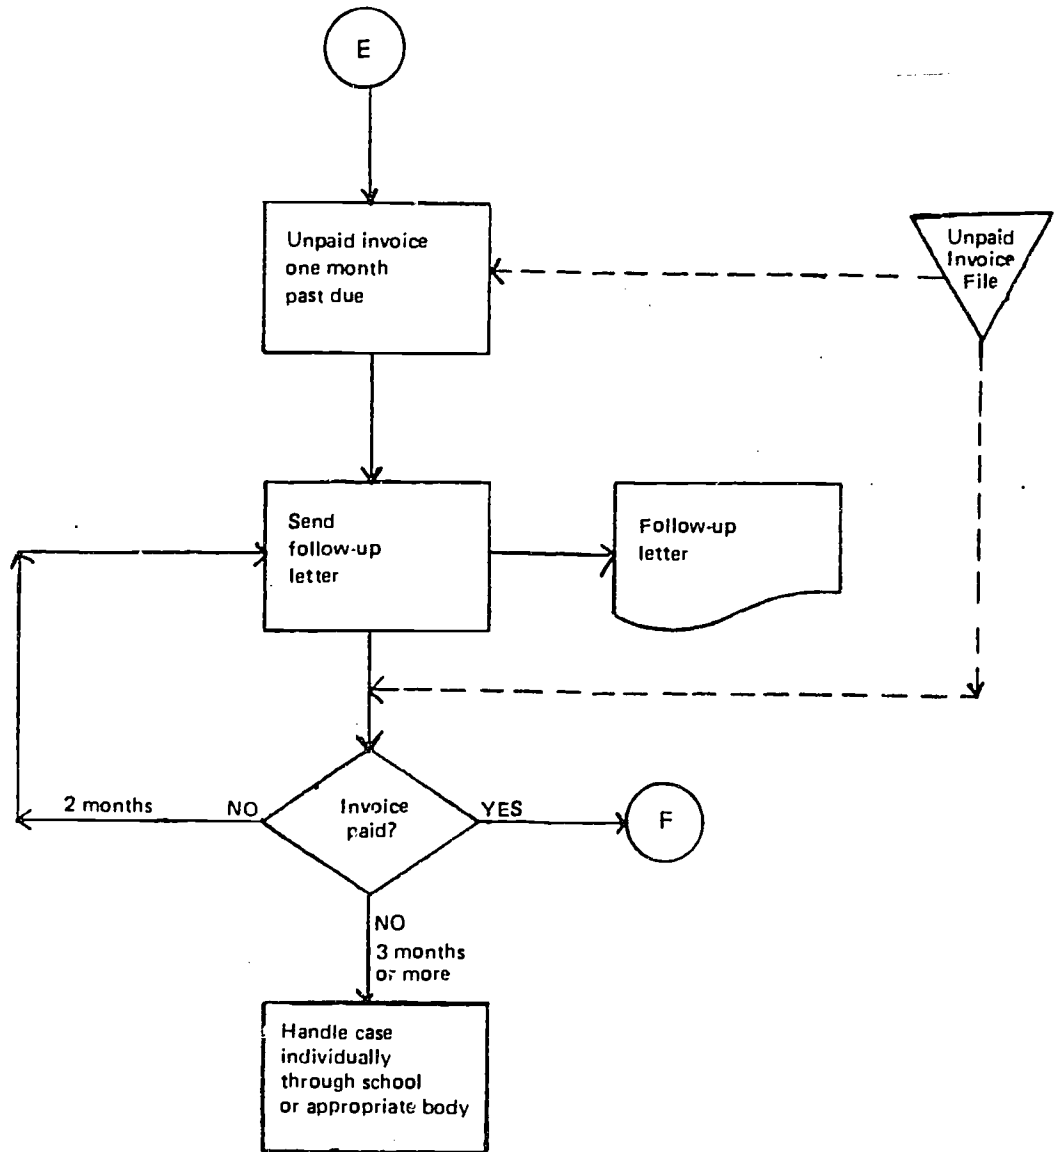 E
Unpaid invoice
one month
past due
Unpaid
Invoice
File
Send
follow-up
letter
Follow-up
letter
2 months
NO
Invoice
paid?
YES
F
NO
3 months
or more
Handle case
individually
through school
or appropriate body